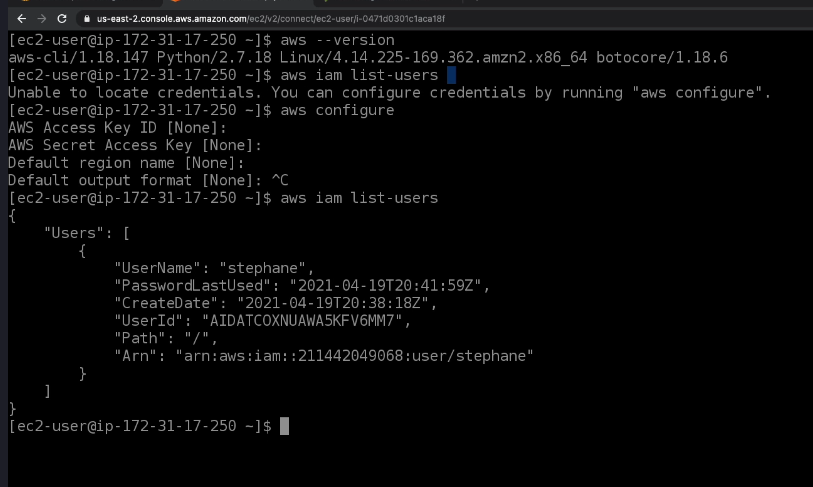 us-east-2.console.aws.amazon.com/ec2/v2/connect/ec2-user/i-0471d0301c1aca18f
[ec2-user@ip-172-31-17-250 ~]$ aws --version
aws-cli/1.18.147 Python/2.7.18 Linux/4.14.225-169.362.amzn2.x86_64 botocore/1.18.6
[ec2-user@ip-172-31-17-250 ~]$ aws iam list-users
Unable to locate credentials. You can configure credentials by running "aws configure".
[ec2-user@ip-172-31-17-250 ~]$ aws configure
AWS Access Key ID [None]:
AWS Secret Access Key [None]:
Default region name [None]:
Default output format [None]: ^C
[ec2-user@ip-172-31-17-250 ~]$ aws iam list-users
{
    "Users": [
        {
            "UserName": "stephane",
            "PasswordLastUsed": "2021-04-19T20:41:59Z",
            "CreateDate": "2021-04-19T20:38:18Z",
            "UserId": "AIDATCOXNUAWA5KFV6MM7",
            "Path": "/",
            "Arn": "arn:aws:iam::211442049068:user/stephane"
        }
    ]
}
[ec2-user@ip-172-31-17-250 ~]$